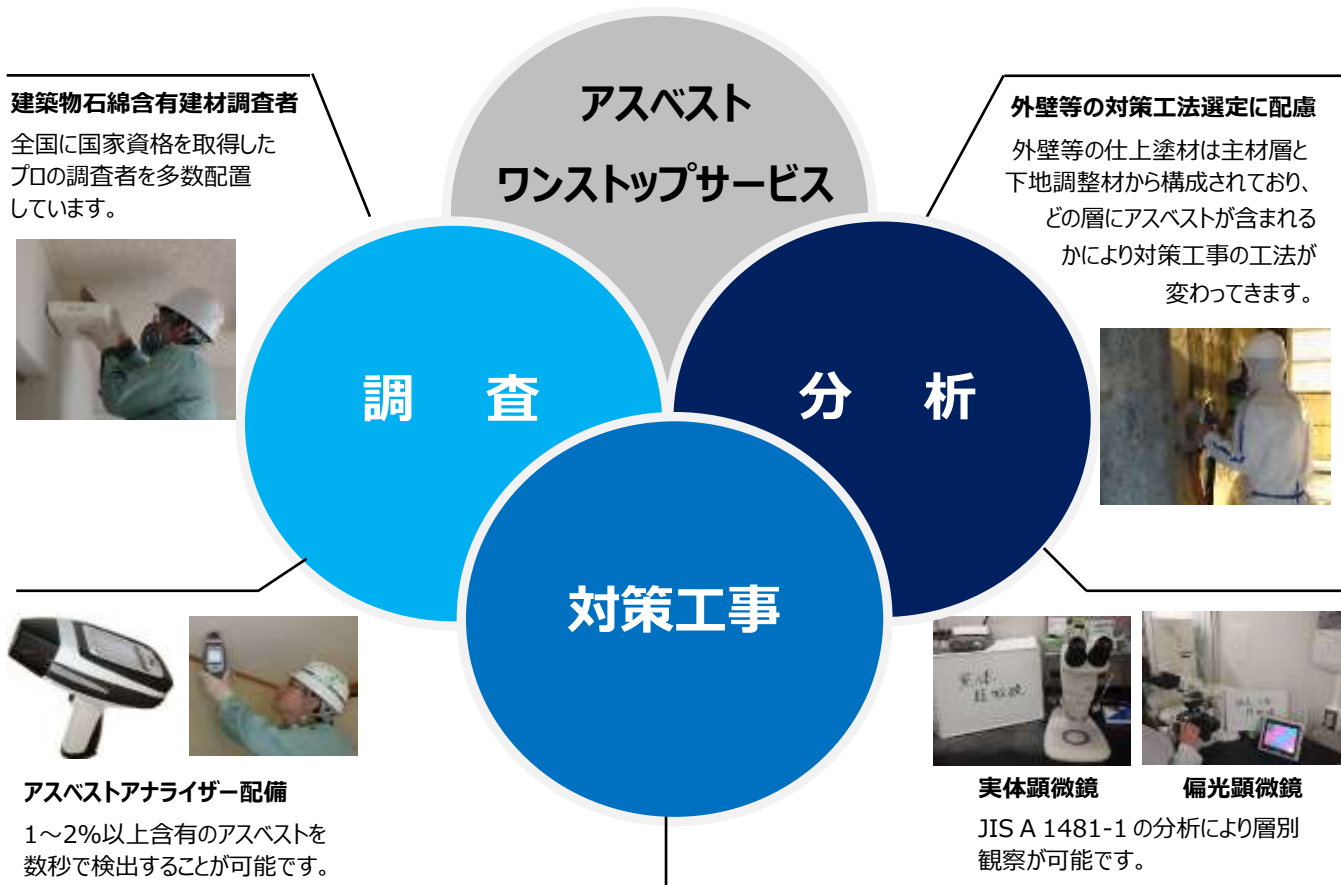 アスベスト
ワンストップサービス
建築物石綿含有建材調査者
全国に国家資格を取得した
プロの調査者を多数配置
しています。
外壁等の対策工法選定に配慮
外壁等の仕上塗材は主材層と
下地調整材から構成されており、
どの層にアスベストが含まれる
かにより対策工事の工法が
変わってきます。
調 査
分 析
対策工事
アスベストアナライザー配備
1～2%以上含有のアスベストを
数秒で検出することが可能です。
実体
顕微鏡
実体顕微鏡
偏光顕微鏡
JIS A 1481-1 の分析により層別
観察が可能です。